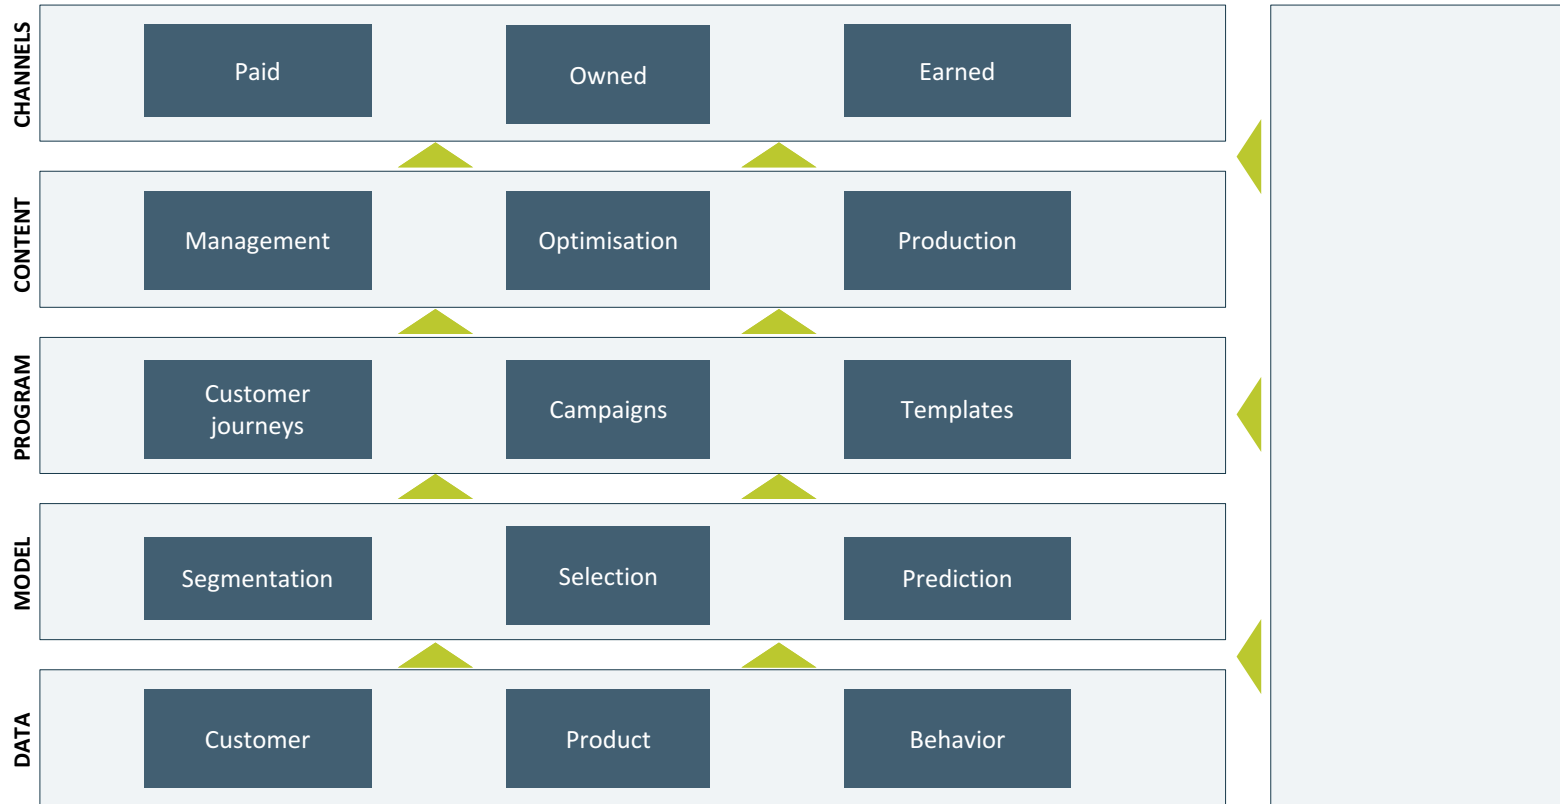 CHANNELS
Paid
Owned
Earned
CONTENT
Management
Optimisation
Production
PROGRAM
Customer
journeys
Campaigns
Templates
MODEL
Segmentation
Selection
Prediction
DATA
Customer
Product
Behavior